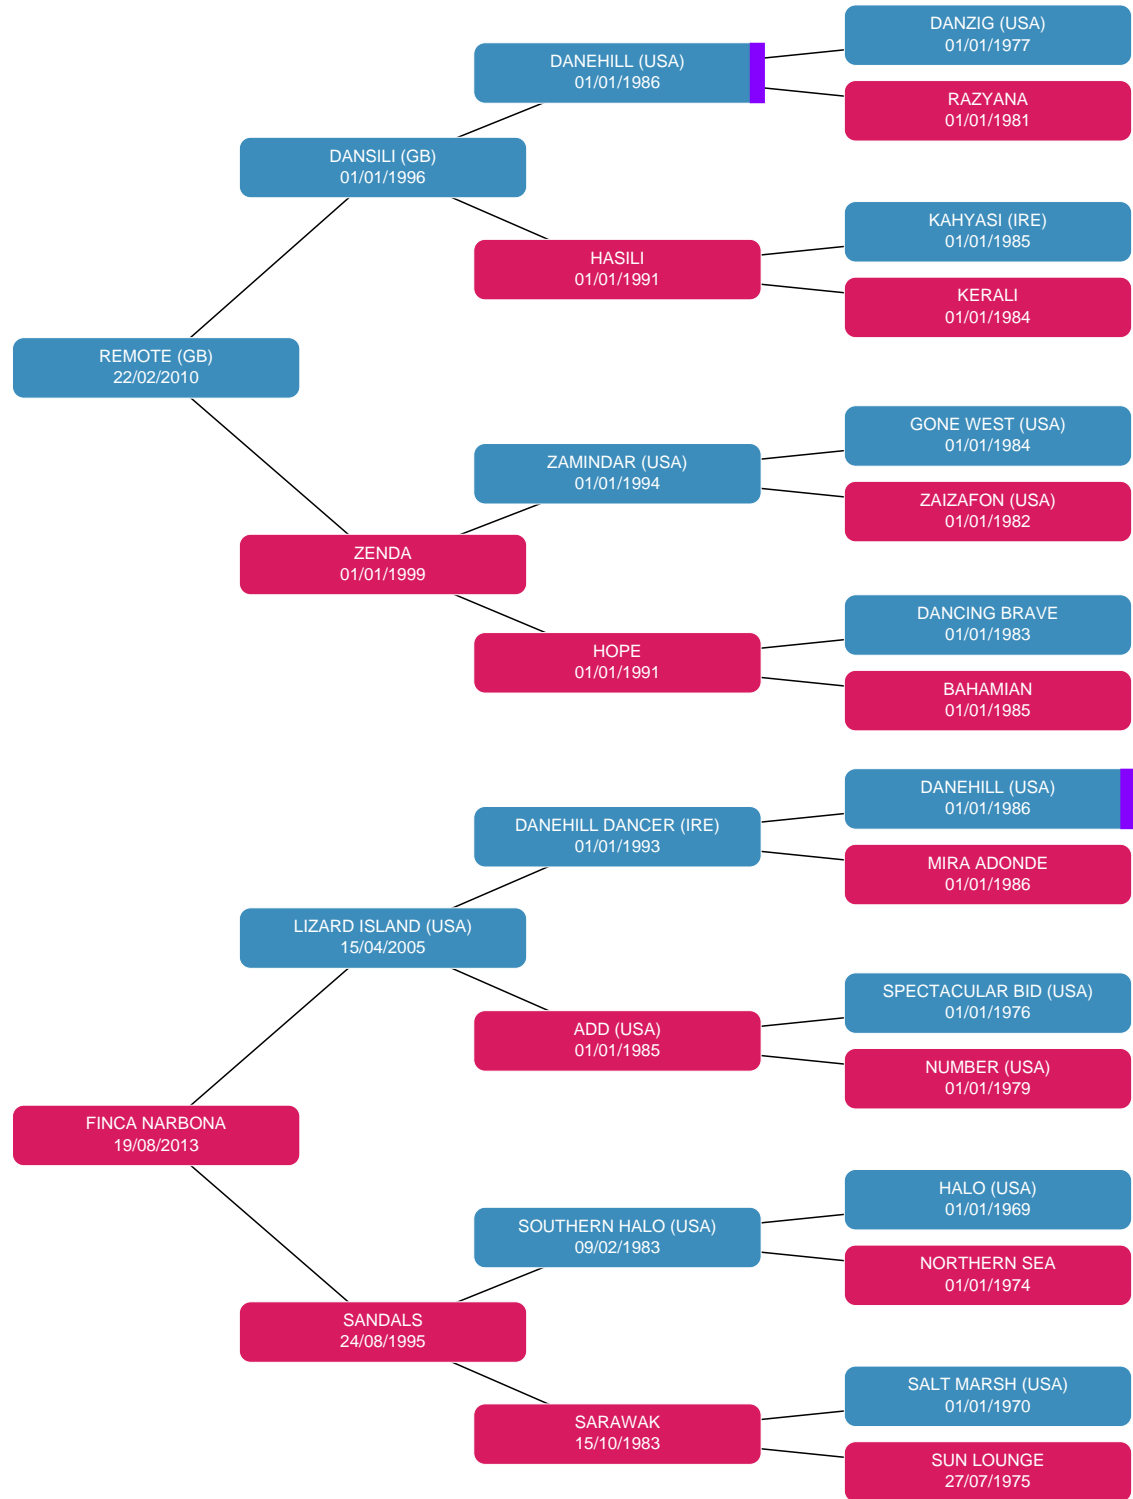 DANZIG (USA)
01/01/1977
DANEHILL (USA)
01/01/1986
RAZYANA
01/01/1981
DANSILI (GB)
01/01/1996
KAHYASI (IRE)
01/01/1985
HASILI
01/01/1991
KERALI
01/01/1984
REMOTE (GB)
22/02/2010
GONE WEST (USA)
01/01/1984
ZAMINDAR (USA)
01/01/1994
ZAIZAFON (USA)
01/01/1982
ZENDA
01/01/1999
DANCING BRAVE
01/01/1983
HOPE
01/01/1991
BAHAMIAN
01/01/1985
DANEHILL (USA)
01/01/1986
DANEHILL DANCER (IRE)
01/01/1993
MIRA ADONDE
01/01/1986
LIZARD ISLAND (USA)
15/04/2005
SPECTACULAR BID (USA)
01/01/1976
ADD (USA)
01/01/1985
NUMBER (USA)
01/01/1979
FINCA NARBONA
19/08/2013
HALO (USA)
01/01/1969
SOUTHERN HALO (USA)
09/02/1983
NORTHERN SEA
01/01/1974
SANDALS
24/08/1995
SALT MARSH (USA)
01/01/1970
SARAWAK
15/10/1983
SUN LOUNGE
27/07/1975